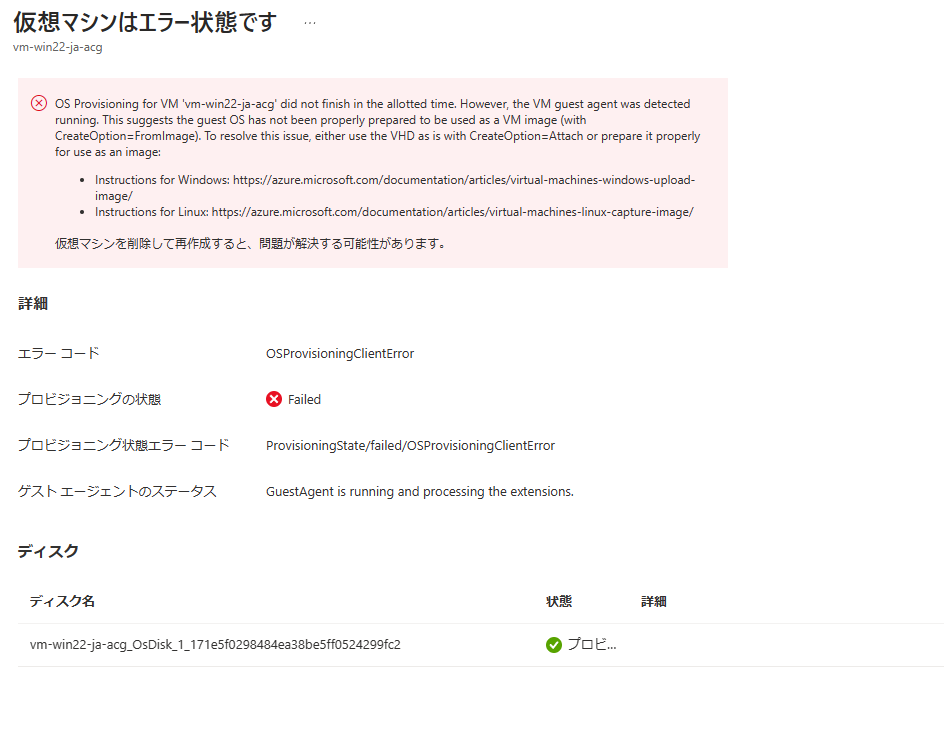 仮想マシンはエラー状態です ...
vm-win22-ja-acg
OS Provisioning for VM 'vm-win22-ja-acg' did not finish in the allotted time. However, the VM guest agent was detected
running. This suggests the guest OS has not been properly prepared to be used as a VM image (with
CreateOption=FromImage). To resolve this issue, either use the VHD as is with CreateOption=Attach or prepare it properly
for use as an image:
• Instructions for Windows: https://azure.microsoft.com/documentation/articles/virtual-machines-windows-upload-
image/
• Instructions for Linux: https://azure.microsoft.com/documentation/articles/virtual-machines-linux-capture-image/
仮想マシンを削除して再作成すると、問題が解決する可能性があります。
詳細
エラー コード OSProvisioningClientError
プロビジョニングの状態 Failed
プロビジョニング状態エラー コード ProvisioningState/failed/OSProvisioningClientError
ゲスト エージェントのステータス GuestAgent is running and processing the extensions.
ディスク
ディスク名 状態 詳細
vm-win22-ja-acg_OsDisk_1_171e5f0298484ea38be5ff0524299fc2 プロビ...